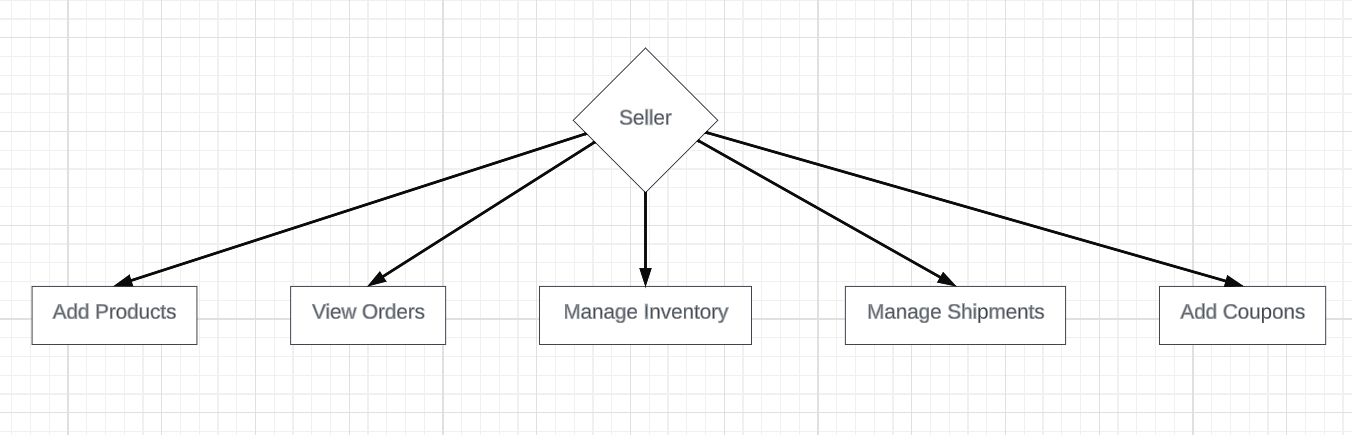 Seller
Add Products
View Orders
Manage Inventory
Manage Shipments
Add Coupons